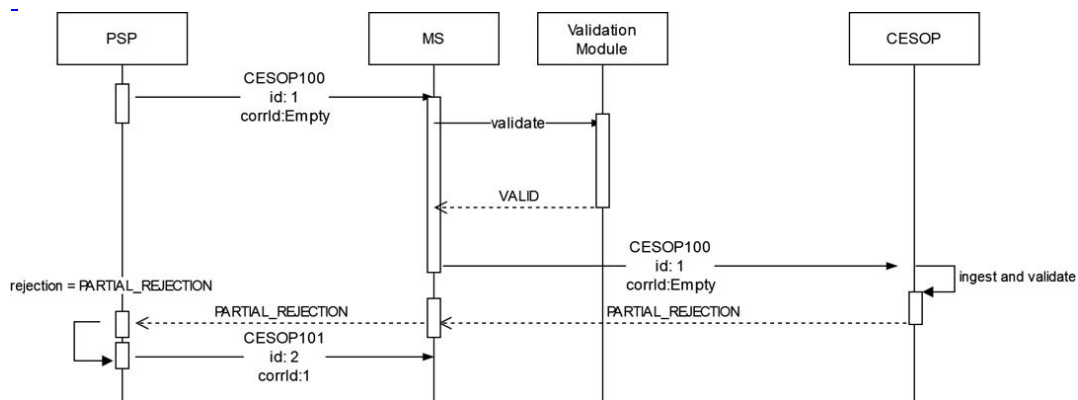 PSP
MS
Validation
Module
CESOP
CESOP100
id: 1
corrId:Empty
validate
VALID
CESOP100
id: 1
corrId:Empty
ingest and validate
rejection = PARTIAL_REJECTION
PARTIAL_REJECTION
PARTIAL_REJECTION
CESOP101
id: 2
corrId:1